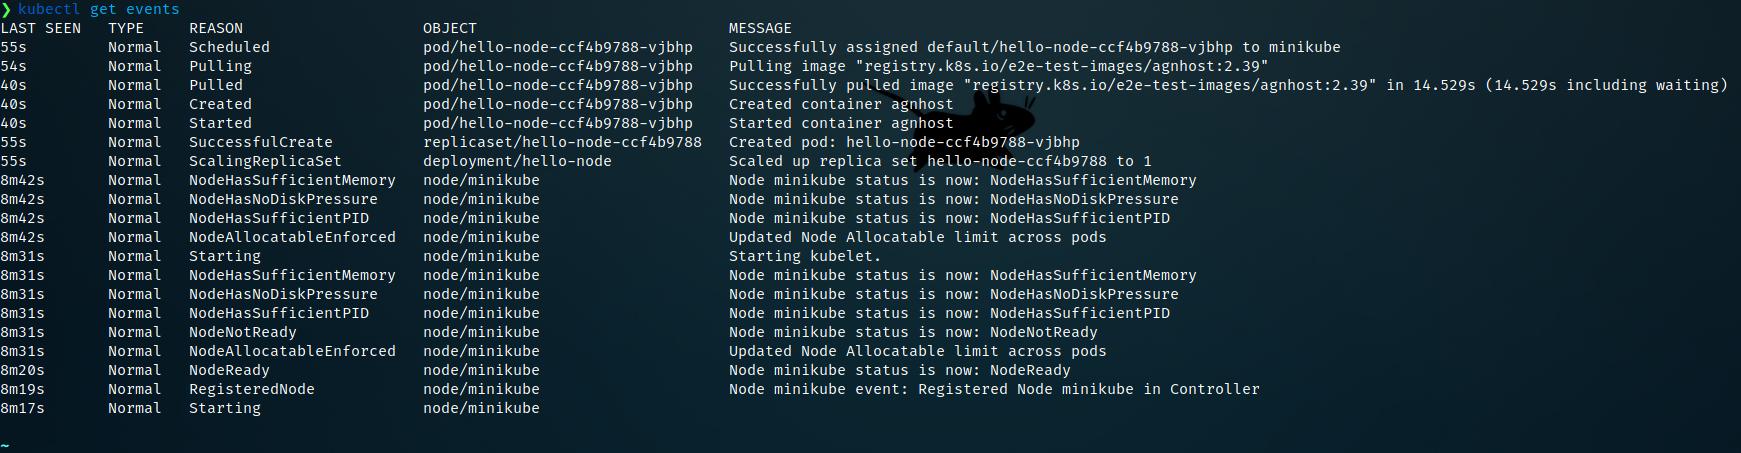 ❯ kubectl get events
LAST SEEN   TYPE     REASON                    OBJECT                            MESSAGE
55s         Normal   Scheduled                 pod/hello-node-ccf4b9788-vjbhp    Successfully assigned default/hello-node-ccf4b9788-vjbhp to minikube
54s         Normal   Pulling                   pod/hello-node-ccf4b9788-vjbhp    Pulling image "registry.k8s.io/e2e-test-images/agnhost:2.39"
40s         Normal   Pulled                    pod/hello-node-ccf4b9788-vjbhp    Successfully pulled image "registry.k8s.io/e2e-test-images/agnhost:2.39" in 14.529s (14.529s including waiting)
40s         Normal   Created                   pod/hello-node-ccf4b9788-vjbhp    Created container agnhost
40s         Normal   Started                   pod/hello-node-ccf4b9788-vjbhp    Started container agnhost
55s         Normal   SuccessfulCreate          replicaset/hello-node-ccf4b9788   Created pod: hello-node-ccf4b9788-vjbhp
55s         Normal   ScalingReplicaSet         deployment/hello-node             Scaled up replica set hello-node-ccf4b9788 to 1
8m42s       Normal   NodeHasSufficientMemory   node/minikube                     Node minikube status is now: NodeHasSufficientMemory
8m42s       Normal   NodeHasNoDiskPressure     node/minikube                     Node minikube status is now: NodeHasNoDiskPressure
8m42s       Normal   NodeHasSufficientPID      node/minikube                     Node minikube status is now: NodeHasSufficientPID
8m42s       Normal   NodeAllocatableEnforced   node/minikube                     Updated Node Allocatable limit across pods
8m31s       Normal   Starting                  node/minikube                     Starting kubelet.
8m31s       Normal   NodeHasSufficientMemory   node/minikube                     Node minikube status is now: NodeHasSufficientMemory
8m31s       Normal   NodeHasNoDiskPressure     node/minikube                     Node minikube status is now: NodeHasNoDiskPressure
8m31s       Normal   NodeHasSufficientPID      node/minikube                     Node minikube status is now: NodeHasSufficientPID
8m31s       Normal   NodeNotReady              node/minikube                     Node minikube status is now: NodeNotReady
8m31s       Normal   NodeAllocatableEnforced   node/minikube                     Updated Node Allocatable limit across pods
8m20s       Normal   NodeReady                 node/minikube                     Node minikube status is now: NodeReady
8m19s       Normal   RegisteredNode            node/minikube                     Node minikube event: Registered Node minikube in Controller
8m17s       Normal   Starting                  node/minikube
~